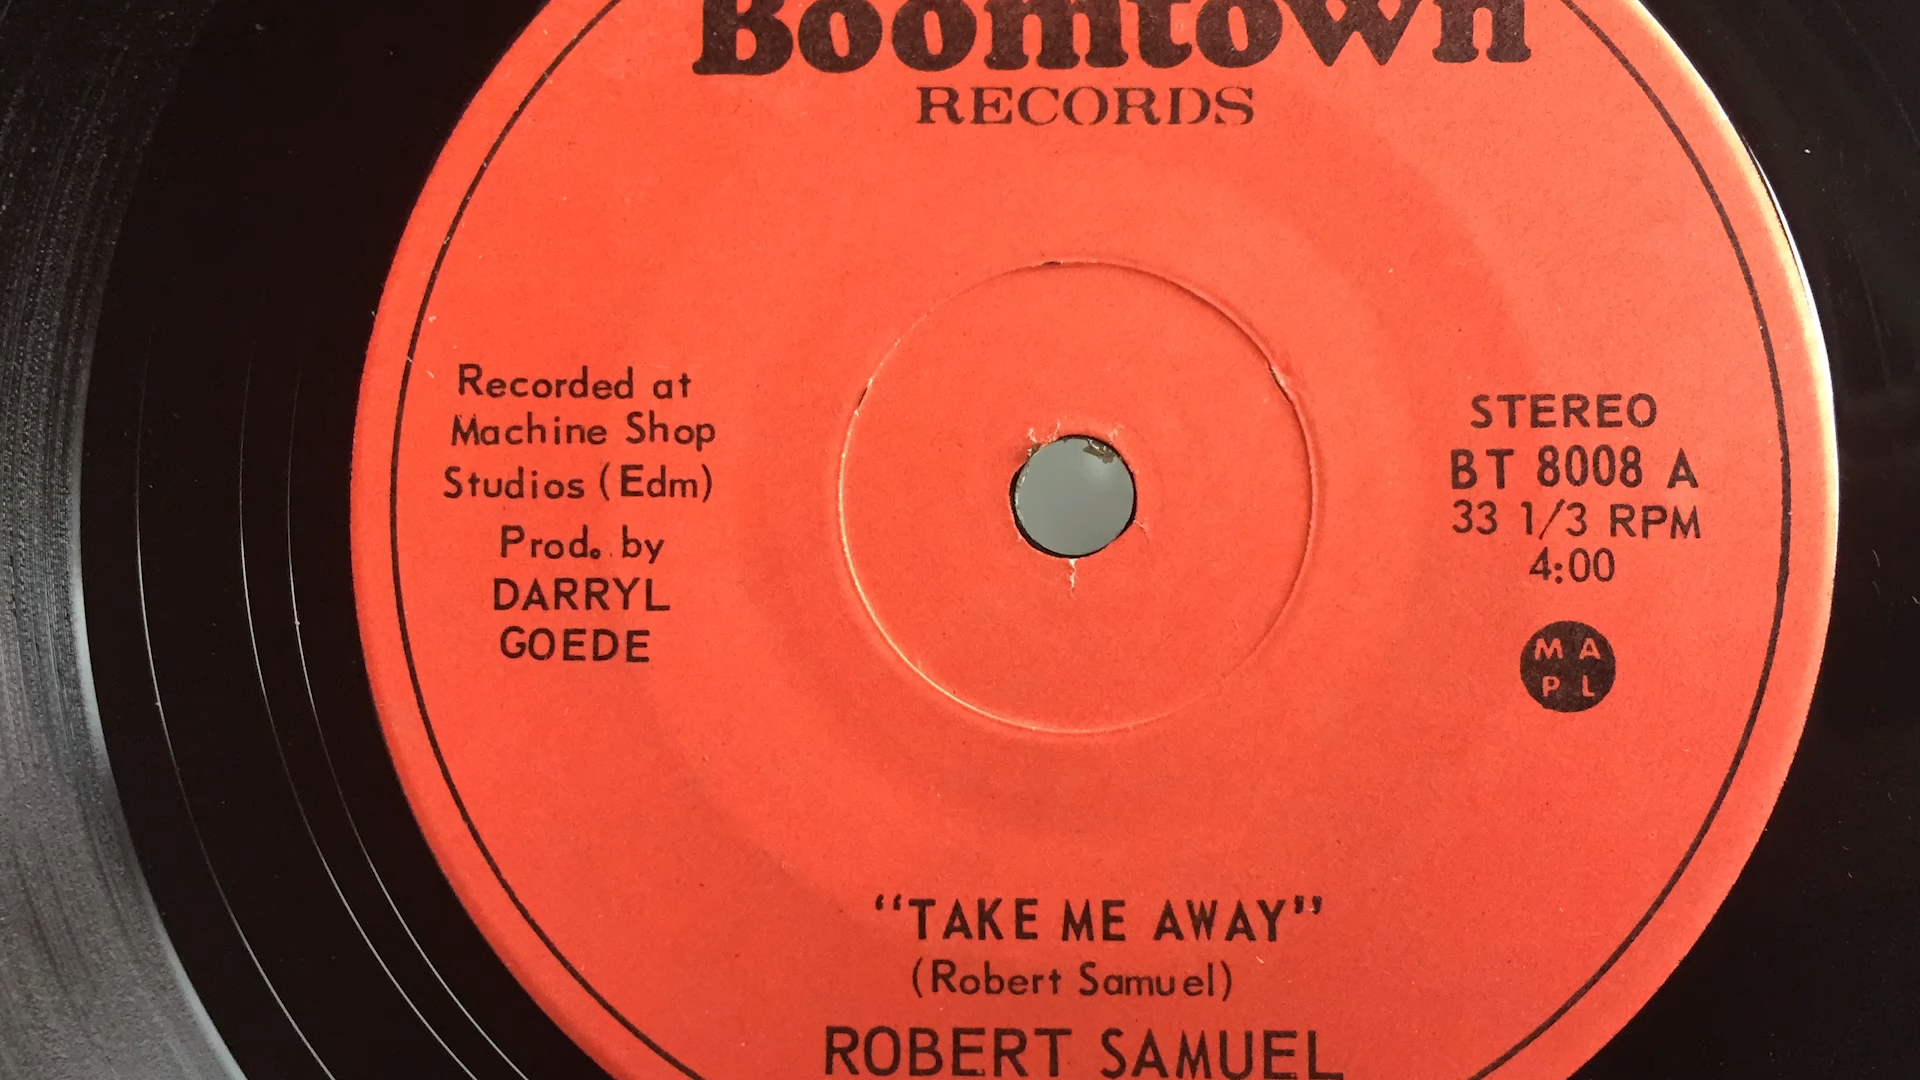 Boomtown
RECORDS
Recorded at
Machine Shop
Studios (Edm)
Prod. by
DARRYL
GOEDE
STEREO
BT 8008 A
33 1/3 RPM
4:00
M A
P L
“TAKE ME AWAY”
(Robert Samuel)
ROBERT SAMUEL